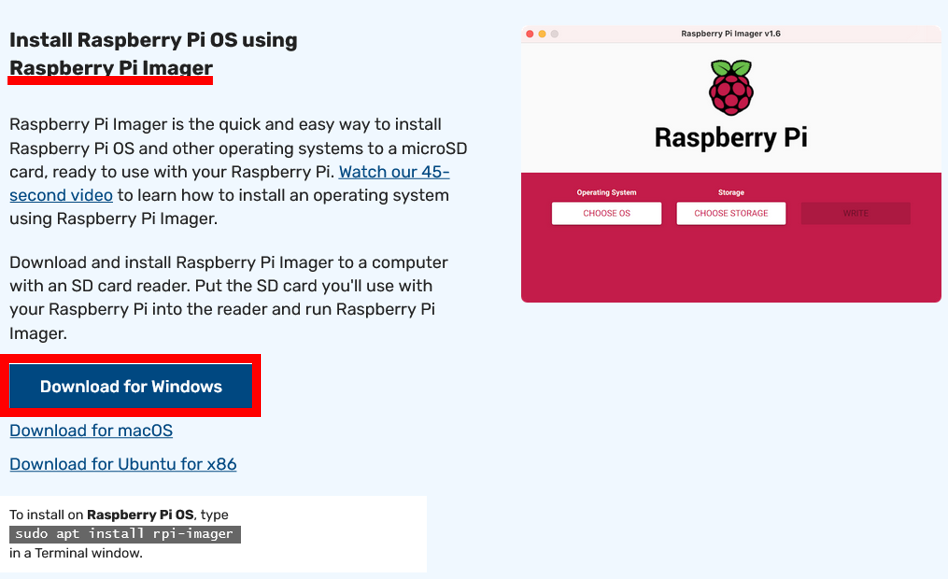 Install Raspberry Pi OS using
Raspberry Pi Imager
Raspberry Pi Imager is the quick and easy way to install
Raspberry Pi OS and other operating systems to a microSD
card, ready to use with your Raspberry Pi. Watch our 45-
second video to learn how to install an operating system
using Raspberry Pi Imager.
Download and install Raspberry Pi Imager to a computer
with an SD card reader. Put the SD card you'll use with
your Raspberry Pi into the reader and run Raspberry Pi
Imager.
Download for Windows
Download for macOS
Download for Ubuntu for x86
To install on Raspberry Pi OS, type
sudo apt install rpi-imager
in a Terminal window.
Raspberry Pi Imager v1.6
Raspberry Pi
Operating System Storage
CHOOSE OS CHOOSE STORAGE WRITE